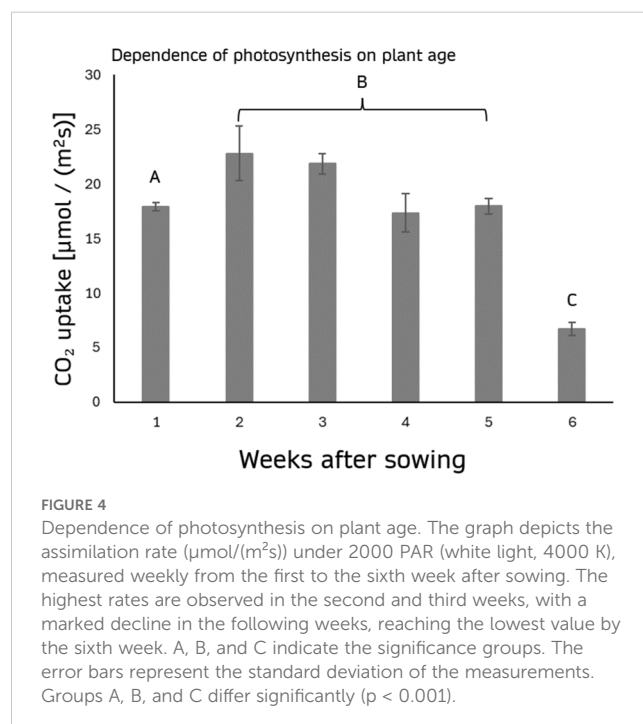 Dependence of photosynthesis on plant age
30
25
20
15
10
5
0
CO₂ uptake [µmol / (m²s)]
A
B
C
1 2 3 4 5 6
Weeks after sowing
FIGURE 4
Dependence of photosynthesis on plant age. The graph depicts the
assimilation rate (µmol/(m²s)) under 2000 PAR (white light, 4000 K),
measured weekly from the first to the sixth week after sowing. The
highest rates are observed in the second and third weeks, with a
marked decline in the following weeks, reaching the lowest value by
the sixth week. A, B, and C indicate the significance groups. The
error bars represent the standard deviation of the measurements.
Groups A, B, and C differ significantly (p < 0.001).